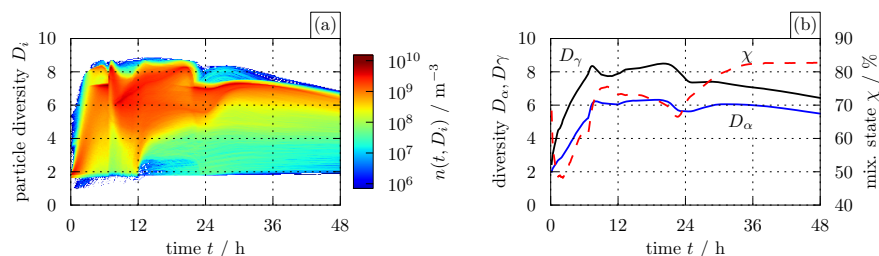 (a)
particle diversity D_i
10
8
6
4
2
0
0 12 24 36 48
time t / h
10^10
10^9
10^8
10^7
10^6
n(t, D_i) / m^−3
(b)
diversity D_α, D_γ
10
8
6
4
2
0
D_γ
χ
D_α
90
80
70
60
50
40
mix. state χ / %
0 12 24 36 48
time t / h